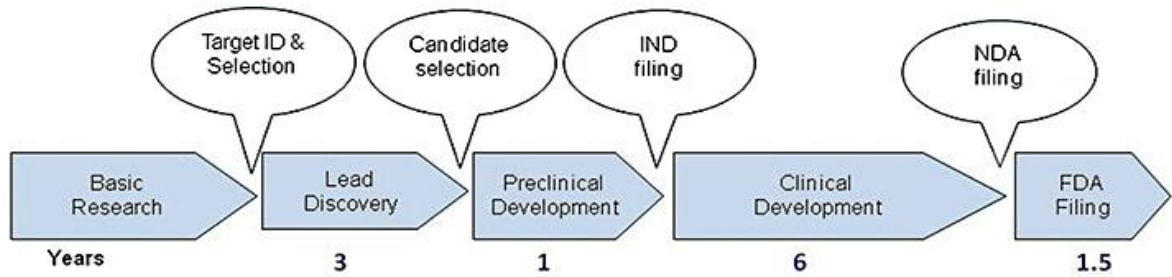 Target ID &
Selection
Candidate
selection
IND
filing
NDA
filing
Basic
Research
Lead
Discovery
Preclinical
Development
Clinical
Development
FDA
Filing
Years 3 1 6 1.5